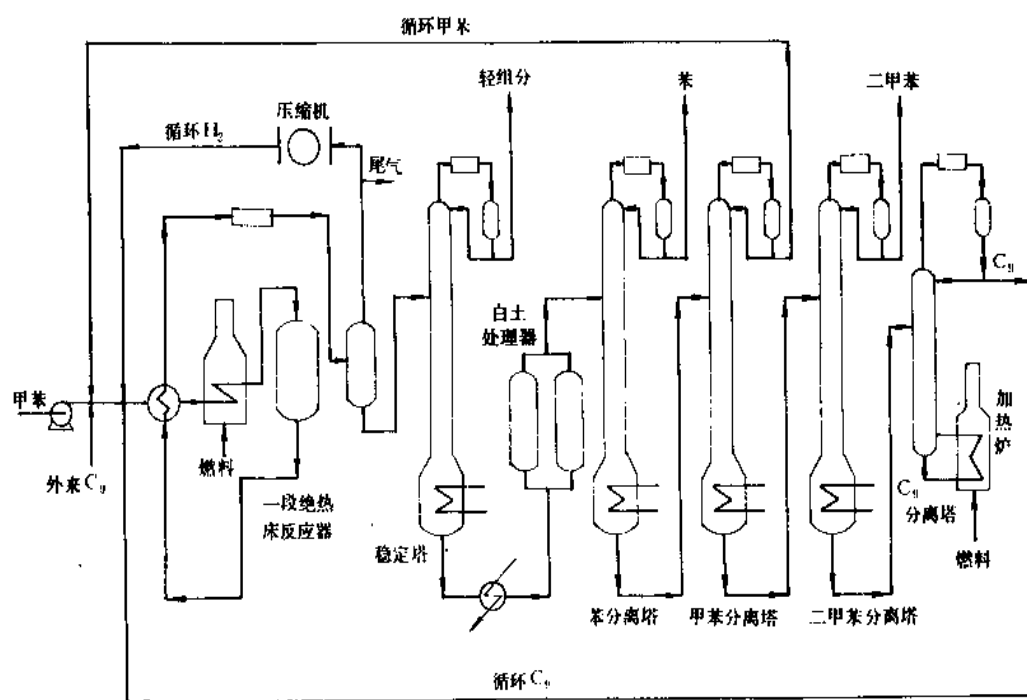 循环甲苯
轻组分
苯
二甲苯
压缩机
循环H₂
尾气
C₉
白土
处理器
甲苯
加
热
炉
燃料
外来C₉
一段绝热
床反应器
C₉
分离塔
稳定塔
燃料
苯分离塔
甲苯分离塔
二甲苯分离塔
循环C₉